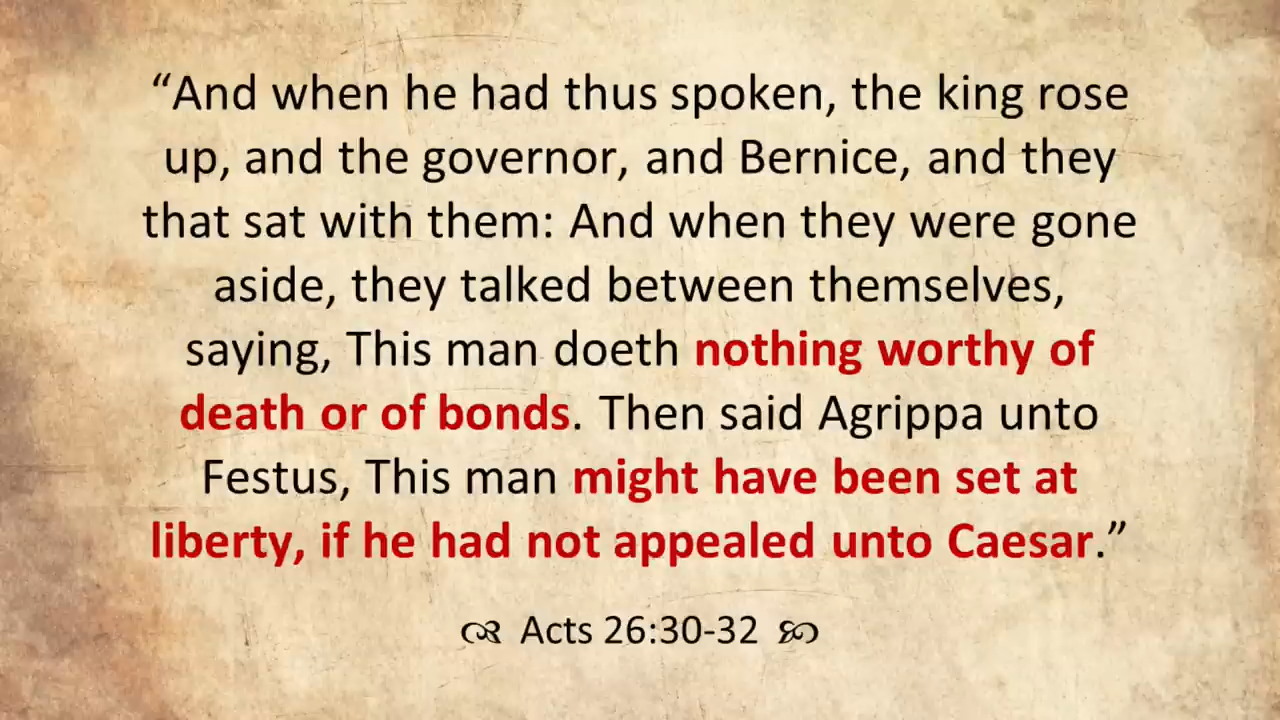 “And when he had thus spoken, the king rose
up, and the governor, and Bernice, and they
that sat with them: And when they were gone
aside, they talked between themselves,
saying, This man doeth nothing worthy of
death or of bonds. Then said Agrippa unto
Festus, This man might have been set at
liberty, if he had not appealed unto Caesar.”
Acts 26:30-32